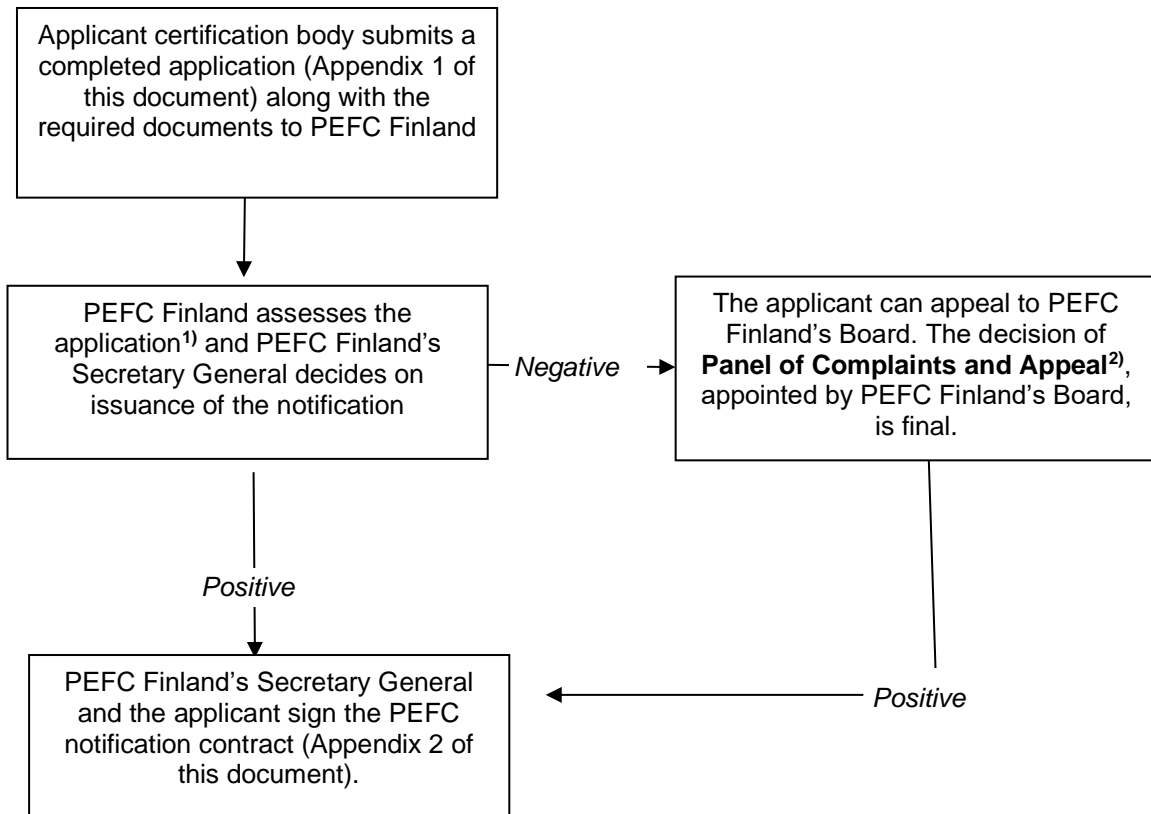 Applicant certification body submits a
completed application (Appendix 1 of
this document) along with the
required documents to PEFC Finland
PEFC Finland assesses the
application1) and PEFC Finland’s
Secretary General decides on
issuance of the notification
Negative
The applicant can appeal to PEFC
Finland’s Board. The decision of
Panel of Complaints and Appeal2),
appointed by PEFC Finland’s Board,
is final.
Positive
PEFC Finland’s Secretary General
and the applicant sign the PEFC
notification contract (Appendix 2 of
this document).
Positive